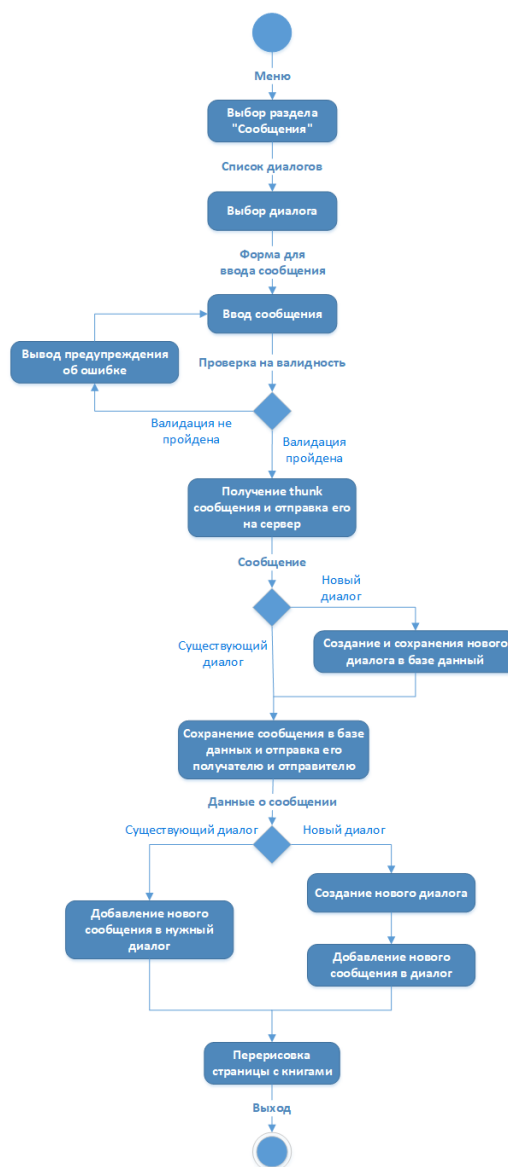 Меню
Выбор раздела
"Сообщения"
Список диалогов
Выбор диалога
Форма для
ввода сообщения
Ввод сообщения
Вывод предупреждения
об ошибке
Проверка на валидность
Валидация не
пройдена
Валидация
пройдена
Получение thunk
сообщения и отправка его
на сервер
Сообщение
Новый
диалог
Существующий
диалог
Создание и сохранения нового
диалога в базе данный
Сохранение сообщения в базе
данных и отправка его
получателю и отправителю
Данные о сообщении
Существующий диалог
Новый диалог
Добавление нового
сообщения в нужный
диалог
Создание нового диалога
Добавление нового
сообщения в диалог
Перерисовка
страницы с книгами
Выход